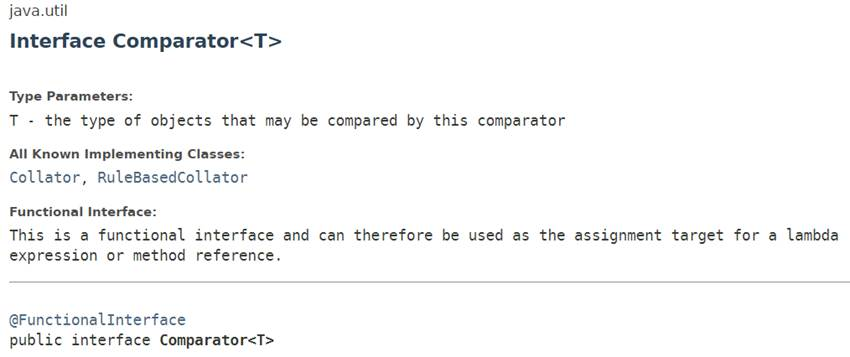 java.util
Interface Comparator<T>
Type Parameters:
T - the type of objects that may be compared by this comparator
All Known Implementing Classes:
Collator, RuleBasedCollator
Functional Interface:
This is a functional interface and can therefore be used as the assignment target for a lambda
expression or method reference.
@FunctionalInterface
public interface Comparator<T>